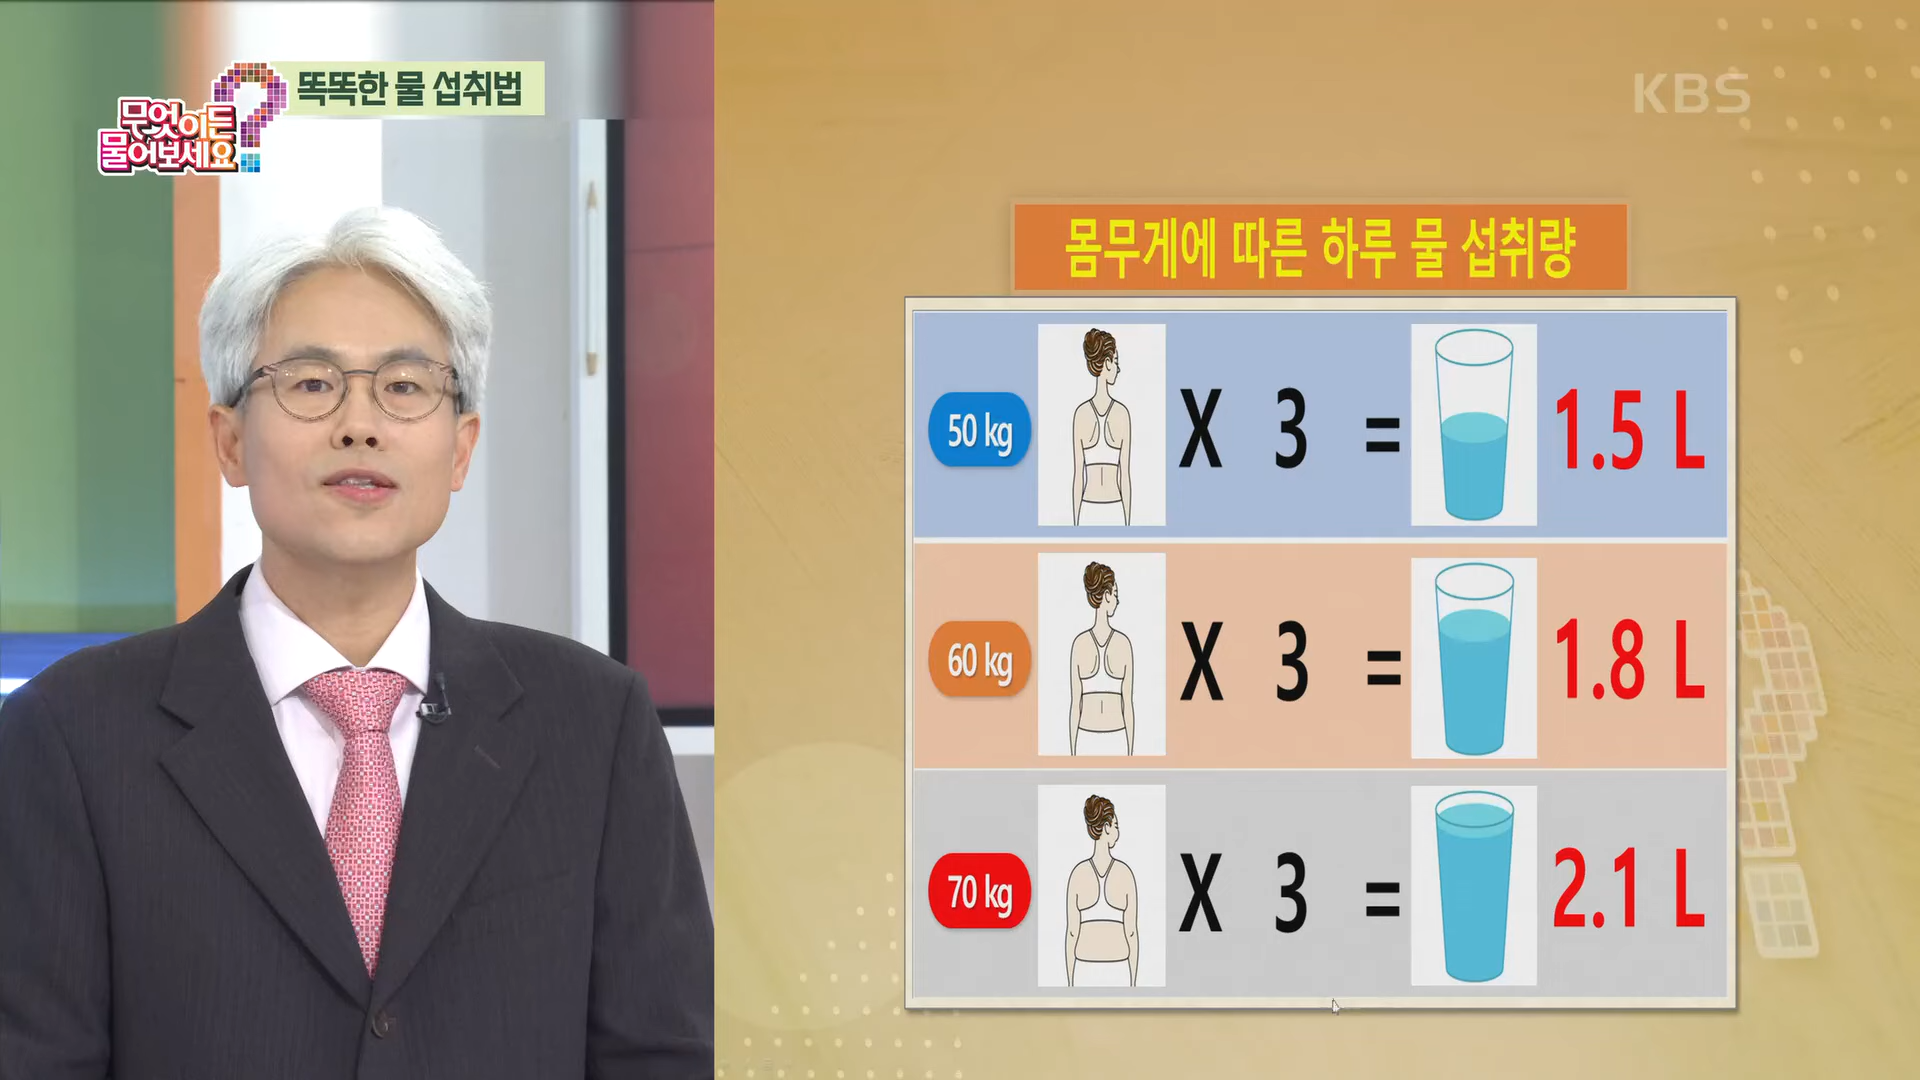 무엇이든
물어보세요
?
똑똑한 물 섭취법
KBS
몸무게에 따른 하루 물 섭취량
50 kg X 3 = 1.5 L
60 kg X 3 = 1.8 L
70 kg X 3 = 2.1 L